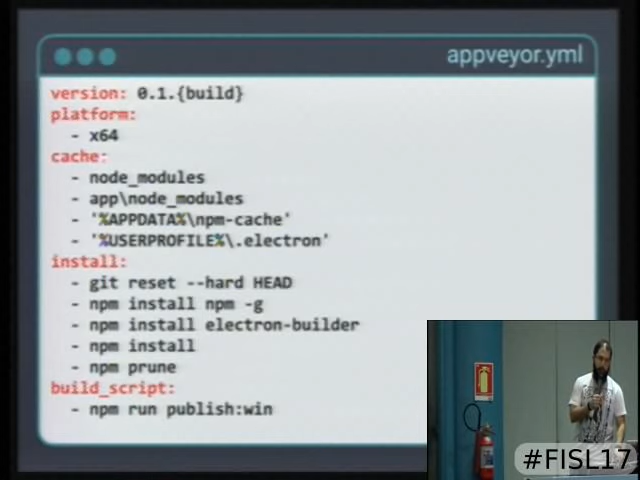 appveyor.yml
version: 0.1.{build}
platform:
- x64
cache:
- node_modules
- app\node_modules
- '%APPDATA%\npm-cache'
- '%USERPROFILE%\.electron'
install:
- git reset --hard HEAD
- npm install npm -g
- npm install electron-builder
- npm install
- npm prune
build_script:
- npm run publish:win
#FISL17